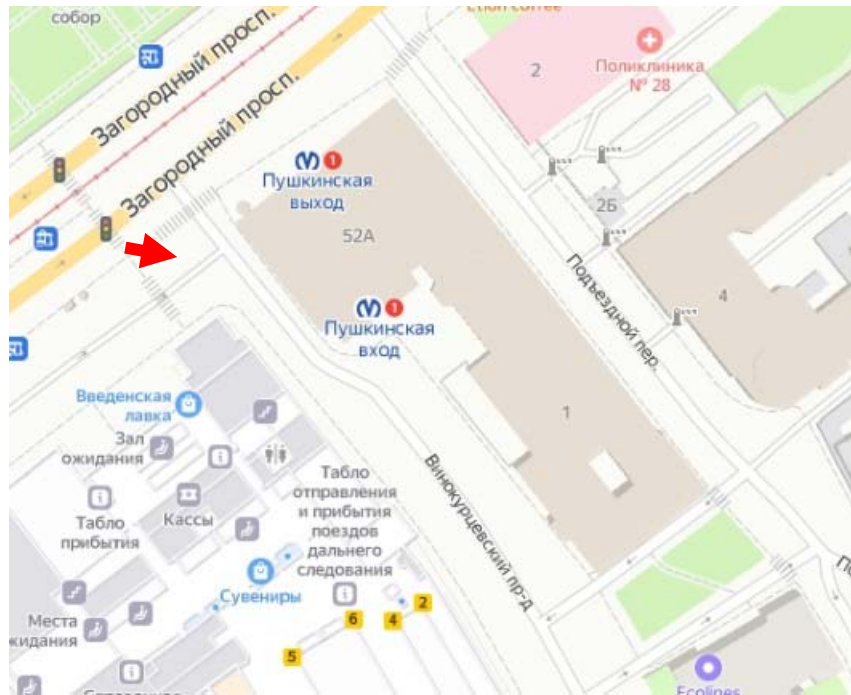 собор
Загородный просп.
Загородный просп.
2
Поликлиника
№ 28
1
Пушкинская
выход
52А
2Б
Подъездной пер.
4
1
Пушкинская
вход
1
Введенская
лавка
Зал
ожидания
Табло
прибытия
Кассы
Табло
отправления
и прибытия
поездов
дальнего
следования
Винокурцевский пр-д
Сувениры
2
6
4
5
Места
Ecolines